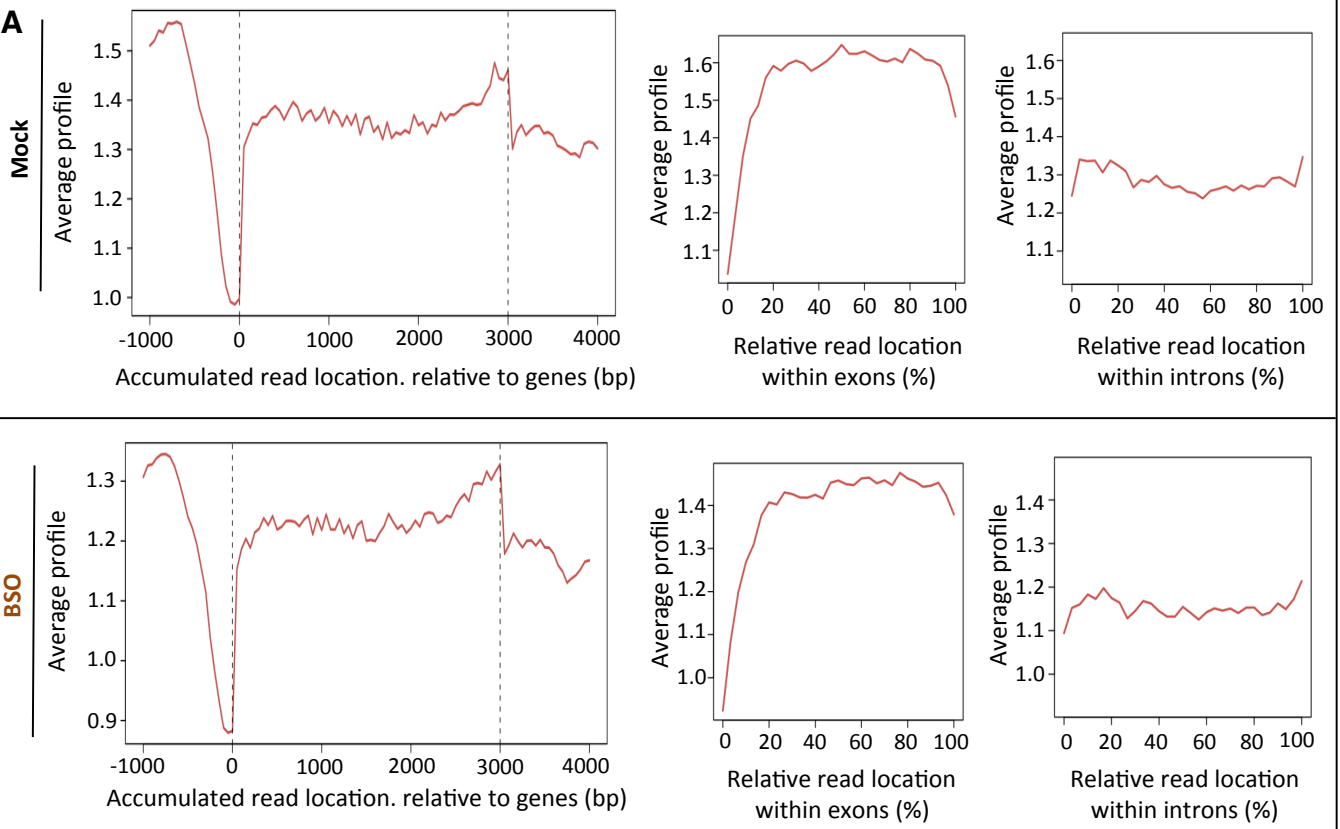 A
Mock
Average profile
1.5
1.4
1.3
1.2
1.1
1.0
-1000 0 1000 2000 3000 4000
Accumulated read location. relative to genes (bp)
Average profile
1.6
1.5
1.4
1.3
1.2
1.1
0 20 40 60 80 100
Relative read location
within exons (%)
Average profile
1.6
1.5
1.4
1.3
1.2
1.1
0 20 40 60 80 100
Relative read location
within introns (%)
BSO
Average profile
1.3
1.2
1.1
1.0
0.9
-1000 0 1000 2000 3000 4000
Accumulated read location. relative to genes (bp)
Average profile
1.4
1.3
1.2
1.1
1.0
0 20 40 60 80 100
Relative read location
within exons (%)
Average profile
1.4
1.3
1.2
1.1
1.0
0 20 40 60 80 100
Relative read location
within introns (%)